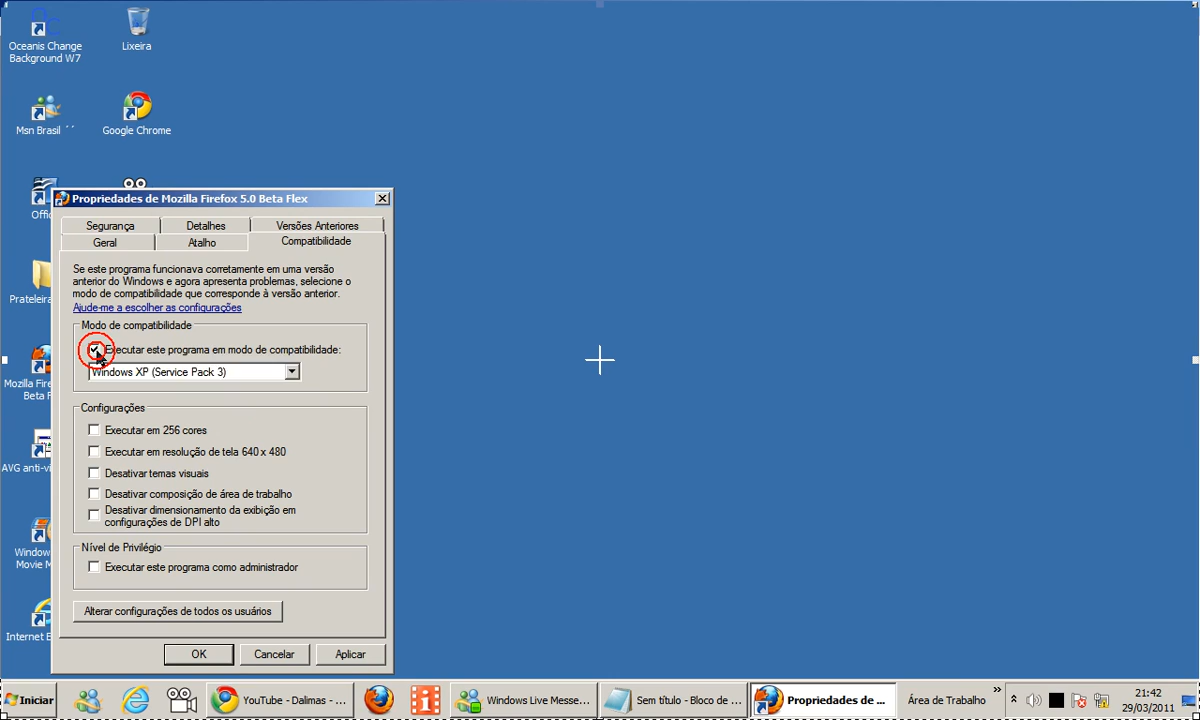 Oceanis Change
Background W7
Lixeira
Msn Brasil ´´
Google Chrome
Propriedades de Mozilla Firefox 5.0 Beta Flex
Segurança
Detalhes
Versões Anteriores
Geral
Atalho
Compatibilidade
Se este programa funcionava corretamente em uma versão
anterior do Windows e agora apresenta problemas, selecione o
modo de compatibilidade que corresponde à versão anterior.
Ajude-me a escolher as configurações
Modo de compatibilidade
Executar este programa em modo de compatibilidade:
Windows XP (Service Pack 3)
Configurações
Executar em 256 cores
Executar em resolução de tela 640 x 480
Desativar temas visuais
Desativar composição de área de trabalho
Desativar dimensionamento da exibição em
configurações de DPI alto
Nível de Privilégio
Executar este programa como administrador
Alterar configurações de todos os usuários
OK
Cancelar
Aplicar
Prateleira
Mozilla Fire
Beta F
AVG anti-vi
Window
Movie M
Internet E
Iniciar
YouTube - Dalimas - ...
Windows Live Messe...
Sem título - Bloco de ...
Propriedades de ...
Área de Trabalho
»
21:42
29/03/2011